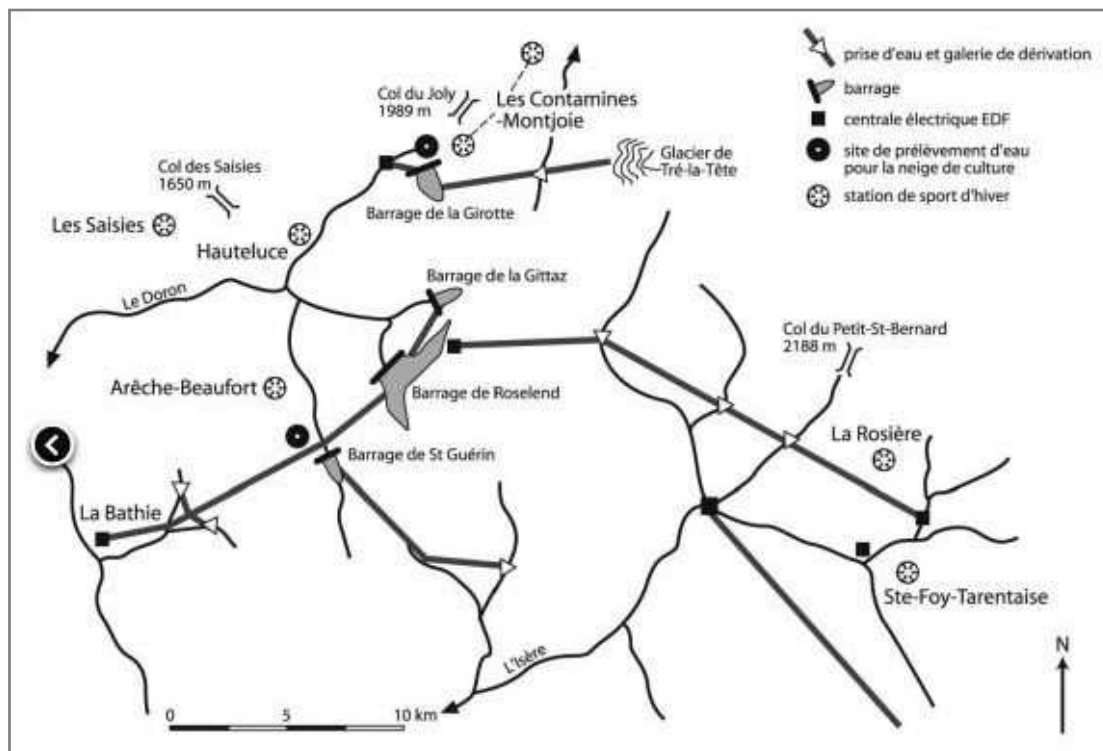 prise d'eau et galerie de dérivation
barrage
centrale électrique EDF
site de prélèvement d'eau
pour la neige de culture
station de sport d'hiver
Col du Joly
1989 m
Les Contamines
-Montjoie
Glacier de
Tré-la-Tête
Col des Saisies
1650 m
Barrage de la Girotte
Les Saisies
Hauteluce
Barrage de la Gittaz
Le Doron
Col du Petit-St-Bernard
2188 m
Arêche-Beaufort
Barrage de Roselend
La Rosière
Barrage de St Guérin
La Bathie
Ste-Foy-Tarentaise
L'Isère
N
0 5 10 km